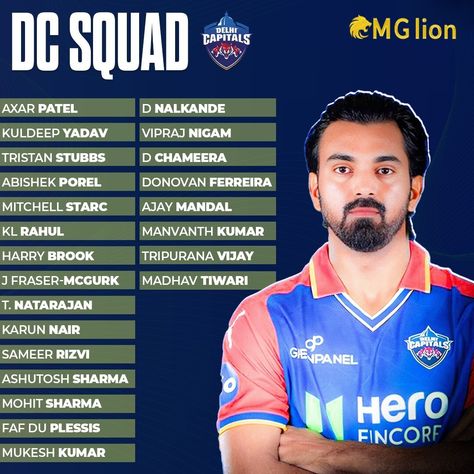 DC SQUAD
DELHI
CAPITALS
MG lion
AXAR PATEL
KULDEEP YADAV
TRISTAN STUBBS
ABISHEK POREL
MITCHELL STARC
KL RAHUL
HARRY BROOK
J FRASER-MCGURK
T. NATARAJAN
KARUN NAIR
SAMEER RIZVI
ASHUTOSH SHARMA
MOHIT SHARMA
FAF DU PLESSIS
MUKESH KUMAR
D NALKANDE
VIPRAJ NIGAM
D CHAMEERA
DONOVAN FERREIRA
AJAY MANDAL
MANVANTH KUMAR
TRIPURANA VIJAY
MADHAV TIWARI
DELHI
CAPITALS
Hero
FINCORP